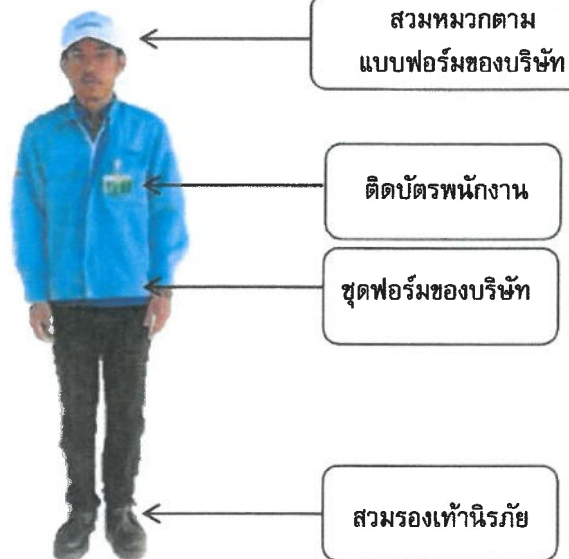 สวมหมวกตาม
แบบฟอร์มของบริษัท
ติดบัตรพนักงาน
ชุดฟอร์มของบริษัท
สวมรองเท้านิรภัย